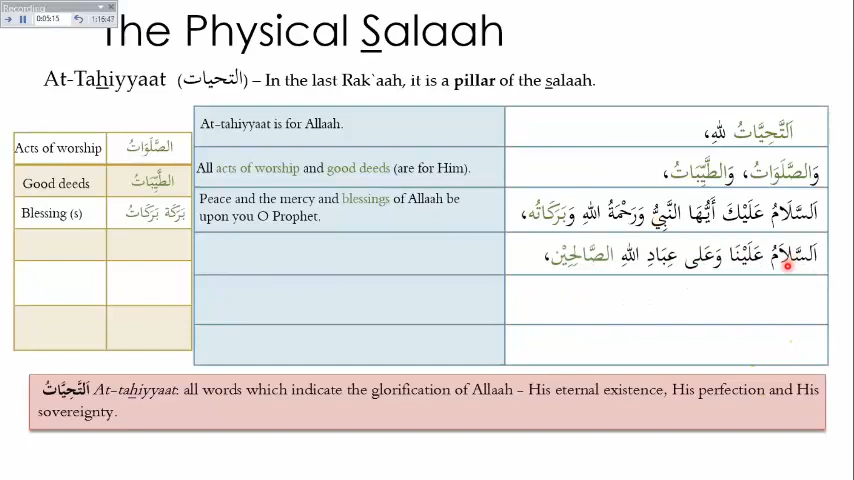 Recording
0:05:15
1:16:47
The Physical Salaah
At-Tahiyyaat (التحيات) – In the last Rak`aah, it is a pillar of the salaah.
Acts of worship الصَّلَوَاتُ
Good deeds الطَّيِّبَاتُ
Blessing (s) بَرَكَة بَرَكَاتُ
At-tahiyyaat is for Allaah.
اَلتَّحِيَّاتُ لِلّٰهِ،
All acts of worship and good deeds (are for Him).
وَالصَّلَوَاتُ، وَالطَّيِّبَاتُ،
Peace and the mercy and blessings of Allaah be
upon you O Prophet.
اَلسَّلَامُ عَلَيْكَ أَيُّهَا النَّبِيُّ وَرَحْمَةُ اللهِ وَبَرَكَاتُه،
اَلسَّلاَمُ عَلَيْنَا وَعَلى عِبَادِ اللهِ الصَّالِحِيْن،
اَلتَّحِيَّاتُ At-tahiyyaat: all words which indicate the glorification of Allaah – His eternal existence, His perfection and His
sovereignty.